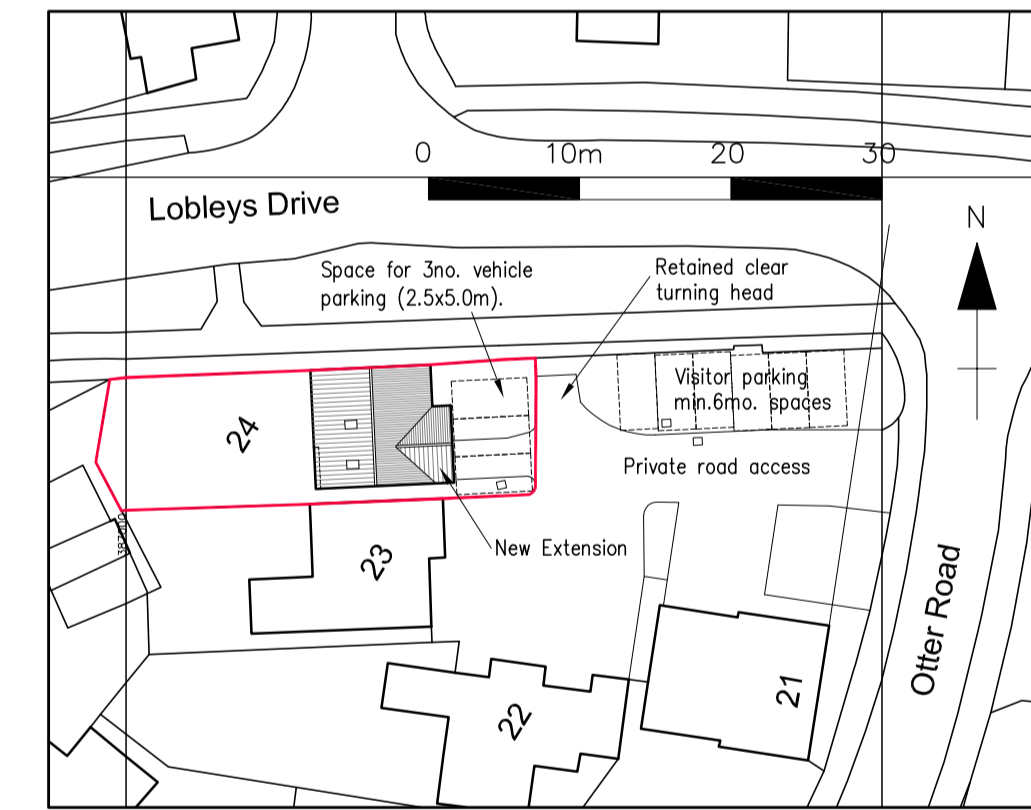 0 10m 20 30
Lobleys Drive
N
Space for 3no. vehicle
parking (2.5x5.0m).
Retained clear
turning head
Visitor parking
min.6mo. spaces
24
Private road access
New Extension
23
Otter Road
21
22